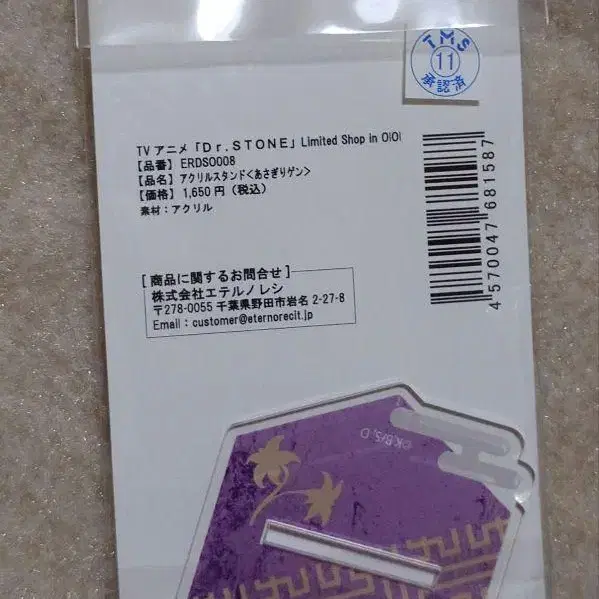 TMS
11
承認済
TVアニメ「Dr.STONE」Limited Shop in OIOI
【品番】ERDS0008
【品名】アクリルスタンド<あさぎりゲン>
【価格】1,650円（税込）
素材：アクリル
4 570047 681587
[商品に関するお問合せ]
株式会社エテルノレシ
〒278-0055 千葉県野田市岩名 2-27-8
Email : customer@eternorecit.jp
©K,B/S, D